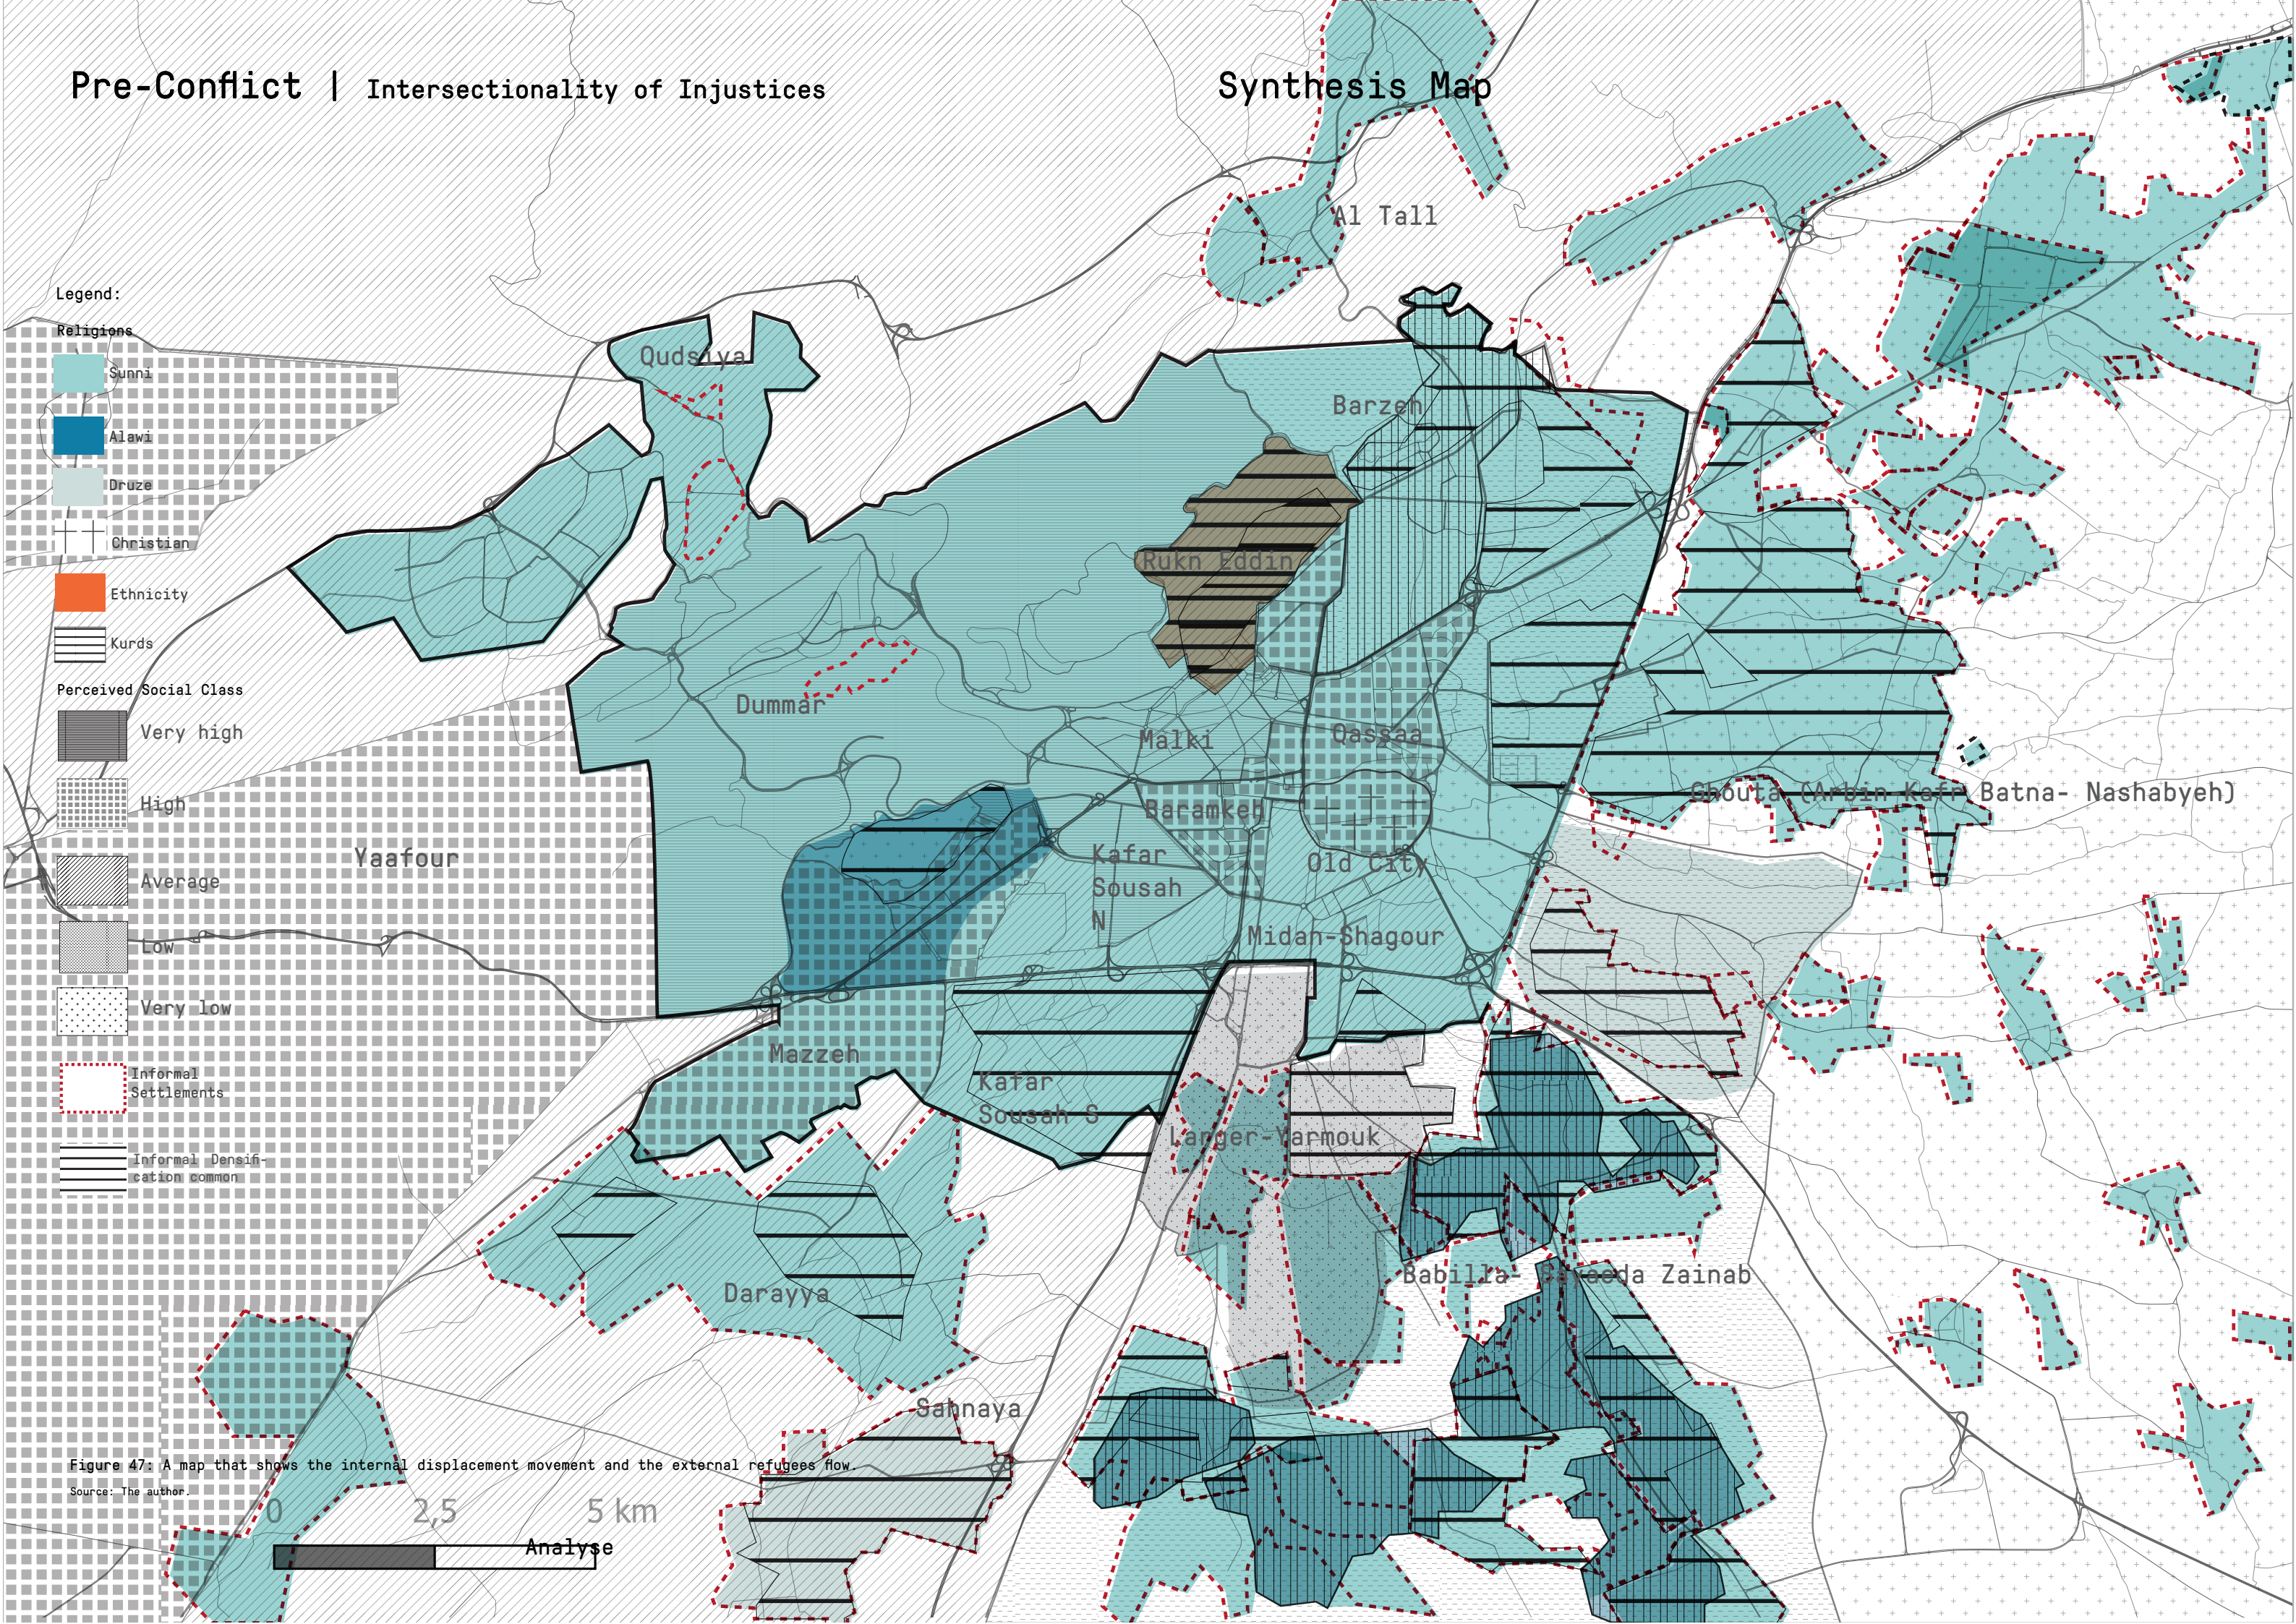 Pre-Conflict | Intersectionality of Injustices
Synthesis Map
Al Tall
Legend:
Religions
Sunni
Alawi
Druze
Christian
Ethnicity
Kurds
Perceived Social Class
Very high
High
Average
Low
Very low
Informal
Settlements
Informal Densifi-
cation common
Qudsiya
Barzeh
Rukn Eddin
Dummar
Malki
Qassaa
Baramkeh
Ghouta (Arbin-Kafr Batna- Nashabyeh)
Yaafour
Kafar
Sousah
N
Old City
Midan-Shagour
Mazzeh
Kafar
Sousah S
Langer-Yarmouk
Babilla- Sayaeda Zainab
Darayya
Sahnaya
Figure 47: A map that shows the internal displacement movement and the external refugees flow.
Source: The author.
0 2,5 5 km
Analyse